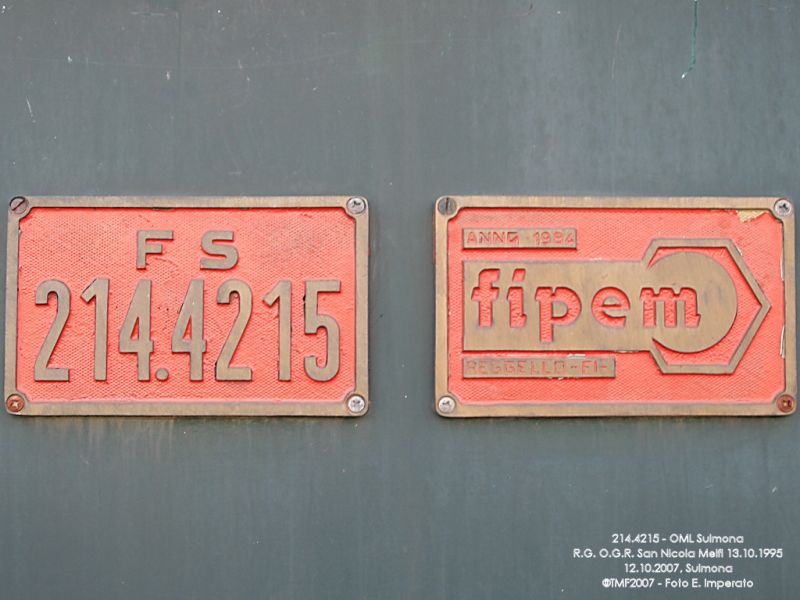 F S
214.4215
ANNO 1984
fipem
REGGELLO-FI-
214.4215 - OML Sulmona
R.G. O.G.R. San Nicola Melfi 13.10.1995
12.10.2007, Sulmona
©TMF2007 - Foto E. Imperato